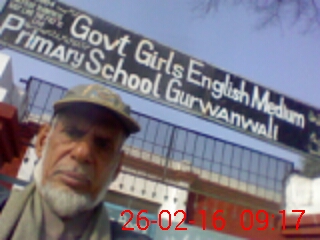 Govt Girls English Medium
Primary School Gurwanwali
26-02-16 09:17